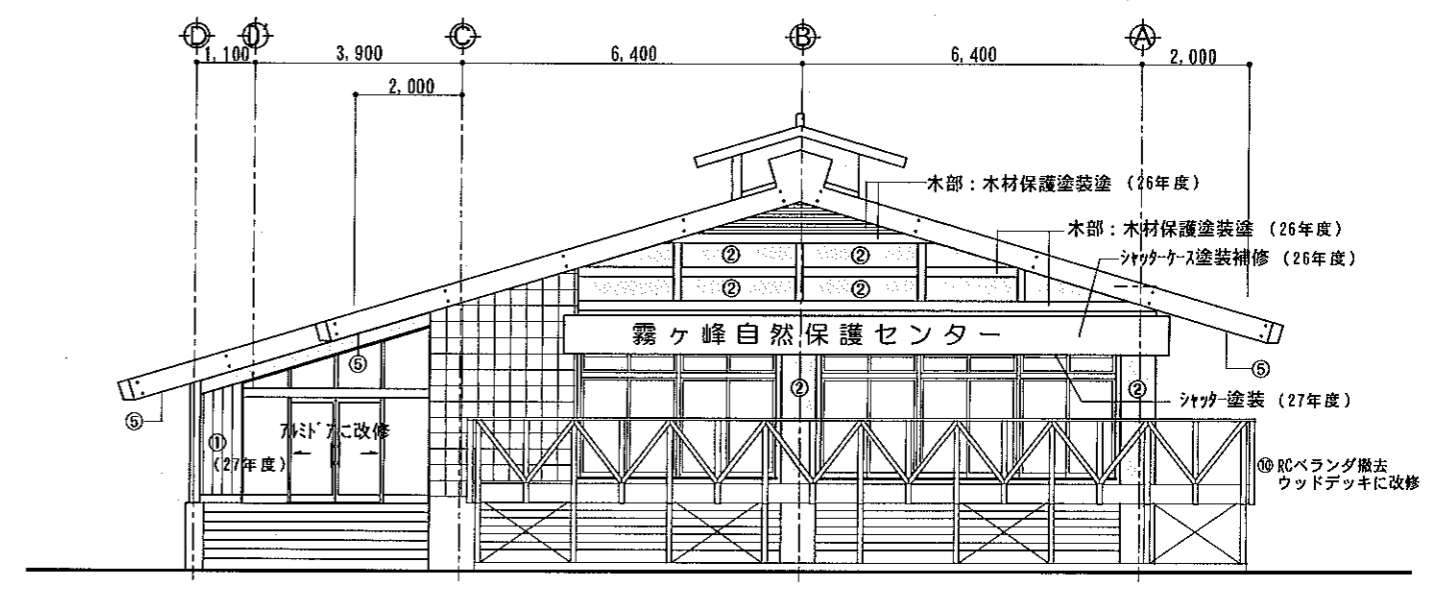 D D' C B A
1,100 3,900 6,400 6,400 2,000
2,000
木部：木材保護塗装塗 （26年度）
木部：木材保護塗装塗 （26年度）
シャッターケース塗装補修 （26年度）
② ②
② ②
霧ヶ峰自然保護センター
⑤ ⑤
② ②
シャッター塗装 （27年度）
⑤
アルミドアに改修
①
（27年度）
⑩ RCベランダ撤去
ウッドデッキに改修